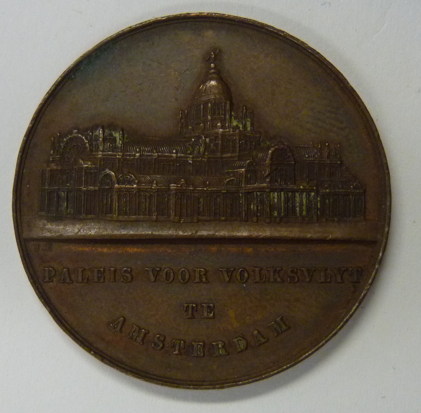 PALEIS VOOR VOLKSVLYT
TE
AMSTERDAM